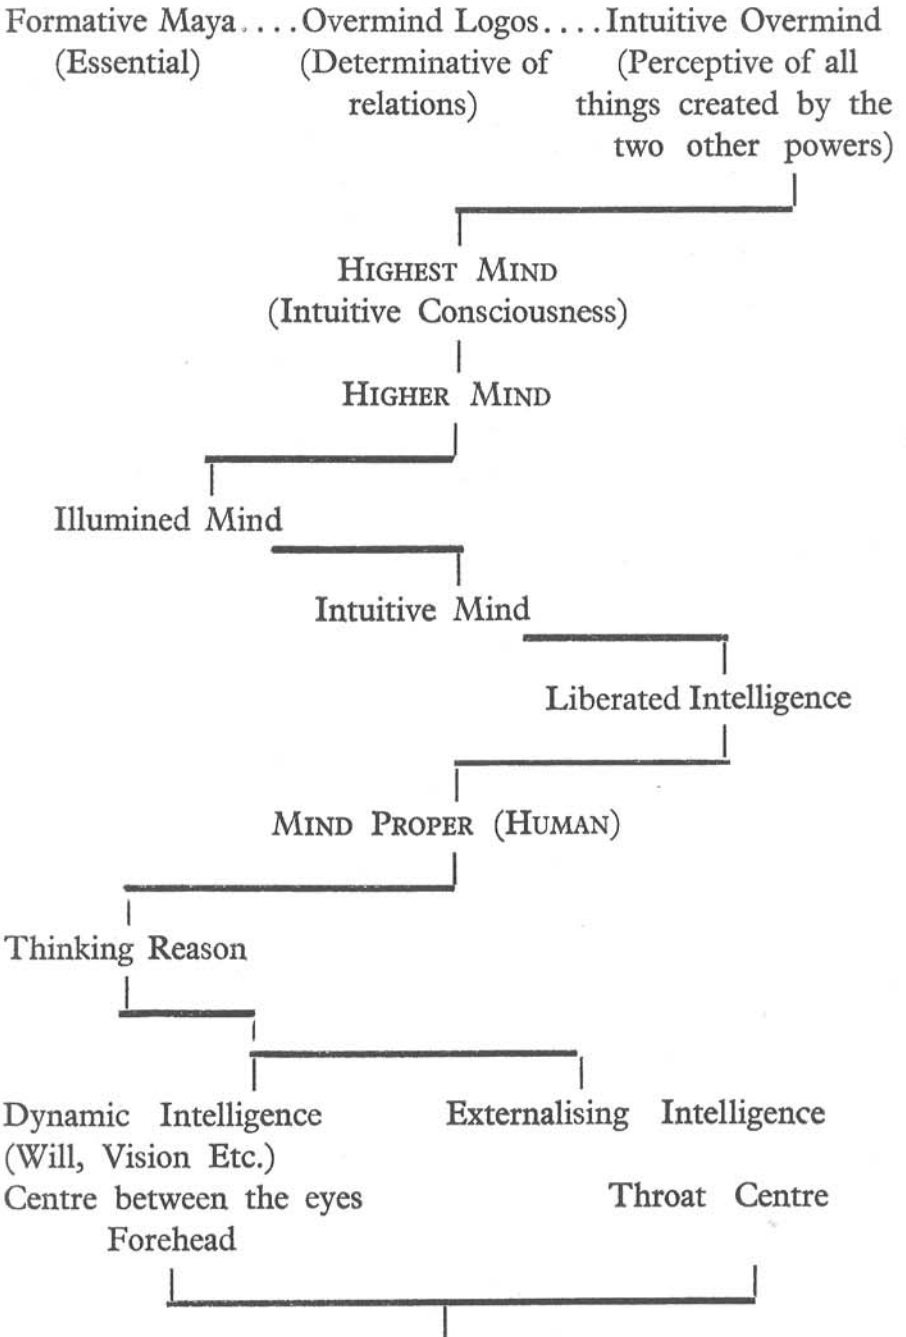 Formative Maya....Overmind Logos....Intuitive Overmind
(Essential) (Determinative of (Perceptive of all
relations) things created by the
two other powers)
HIGHEST MIND
(Intuitive Consciousness)
HIGHER MIND
Illumined Mind
Intuitive Mind
Liberated Intelligence
MIND PROPER (HUMAN)
Thinking Reason
Dynamic Intelligence Externalising Intelligence
(Will, Vision Etc.)
Centre between the eyes Throat Centre
Forehead